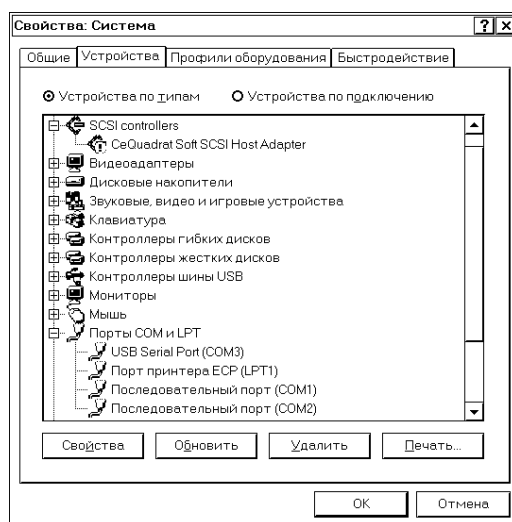 Свойства: Система
Общие Устройства Профили оборудования Быстродействие
Устройства по типам Устройства по подключению
SCSI controllers
CeQuadrat Soft SCSI Host Adapter
Видеоадаптеры
Дисковые накопители
Звуковые, видео и игровые устройства
Клавиатура
Контроллеры гибких дисков
Контроллеры жестких дисков
Контроллеры шины USB
Мониторы
Мышь
Порты COM и LPT
USB Serial Port (COM3)
Порт принтера ECP (LPT1)
Последовательный порт (COM1)
Последовательный порт (COM2)
Свойства Обновить Удалить Печать...
OK Отмена